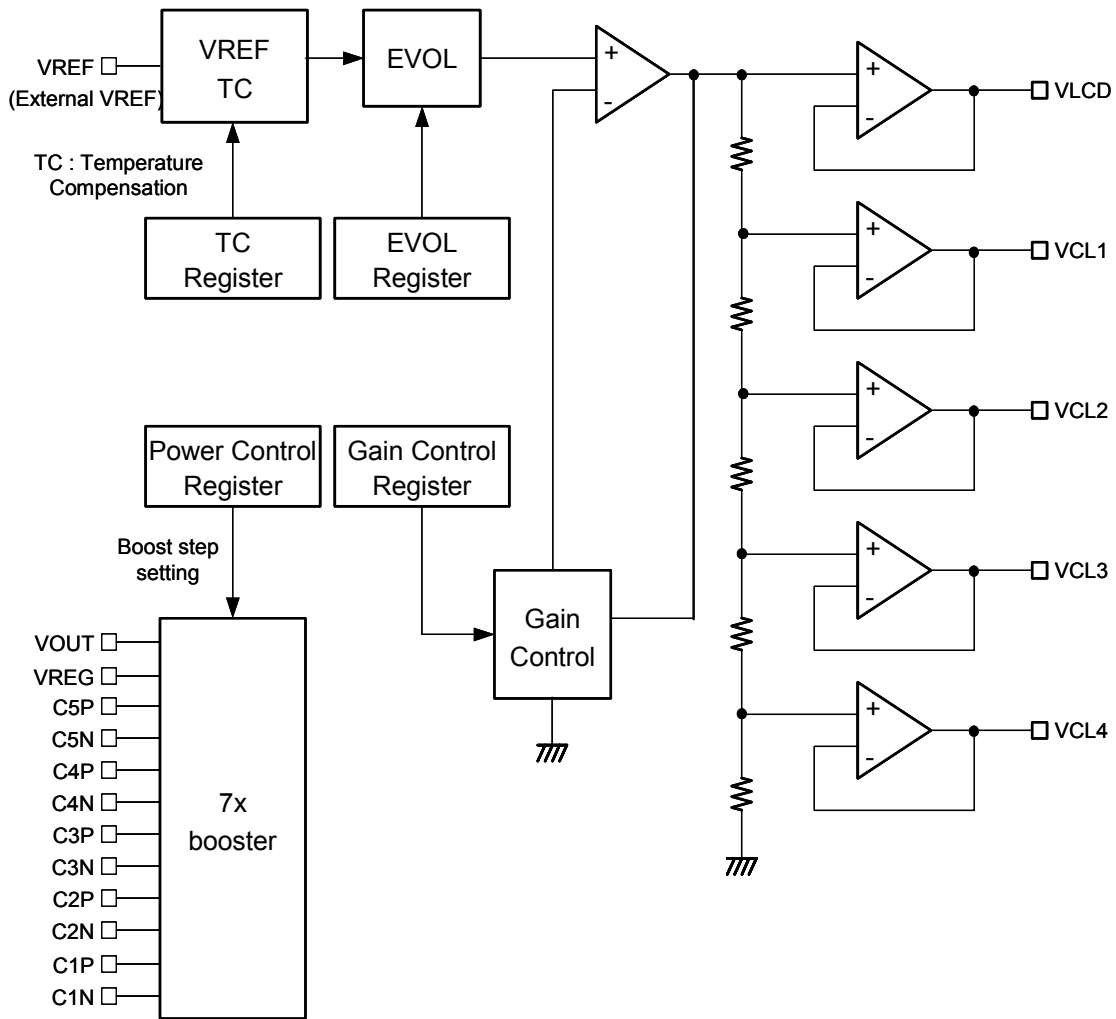 VREF
(External VREF)
VREF
TC
EVOL
+
-
TC : Temperature
Compensation
TC
Register
EVOL
Register
Power Control
Register
Gain Control
Register
Boost step
setting
Gain
Control
7x
booster
VOUT
VREG
C5P
C5N
C4P
C4N
C3P
C3N
C2P
C2N
C1P
C1N
+
-
VLCD
+
-
VCL1
+
-
VCL2
+
-
VCL3
+
-
VCL4